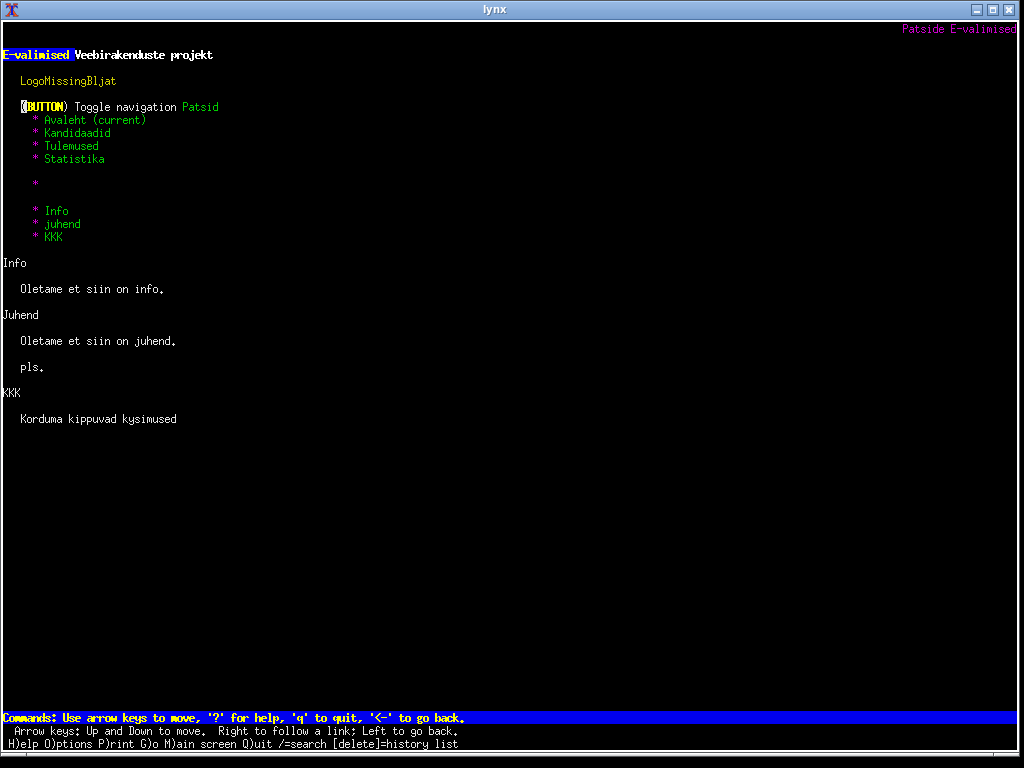 lynx
Patside E-valimised
E-valimised Veebirakenduste projekt
LogoMissingBljat
(BUTTON) Toggle navigation Patsid
* Avaleht (current)
* Kandidaadid
* Tulemused
* Statistika
*
* Info
* juhend
* KKK
Info
Oletame et siin on info.
Juhend
Oletame et siin on juhend.
pls.
KKK
Korduma kippuvad kysimused
Commands: Use arrow keys to move, '?' for help, 'q' to quit, '<-' to go back.
Arrow keys: Up and Down to move.  Right to follow a link; Left to go back.
H)elp O)ptions P)rint G)o M)ain screen Q)uit /=search [delete]=history list